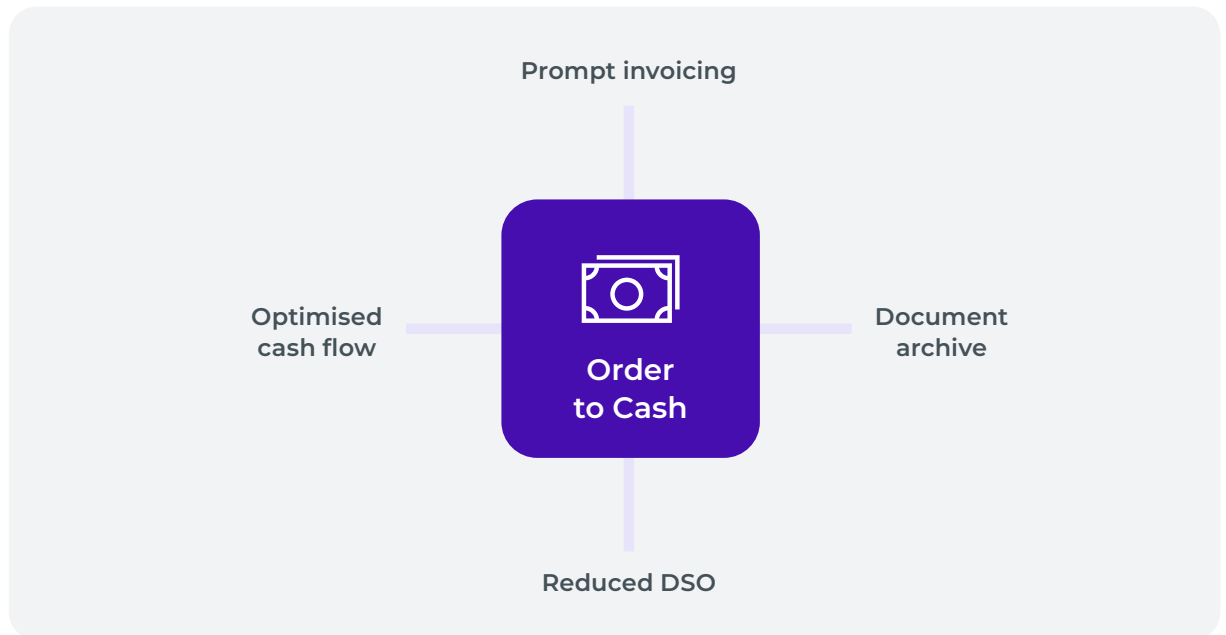 Prompt invoicing
Optimised
cash flow
Order
to Cash
Document
archive
Reduced DSO